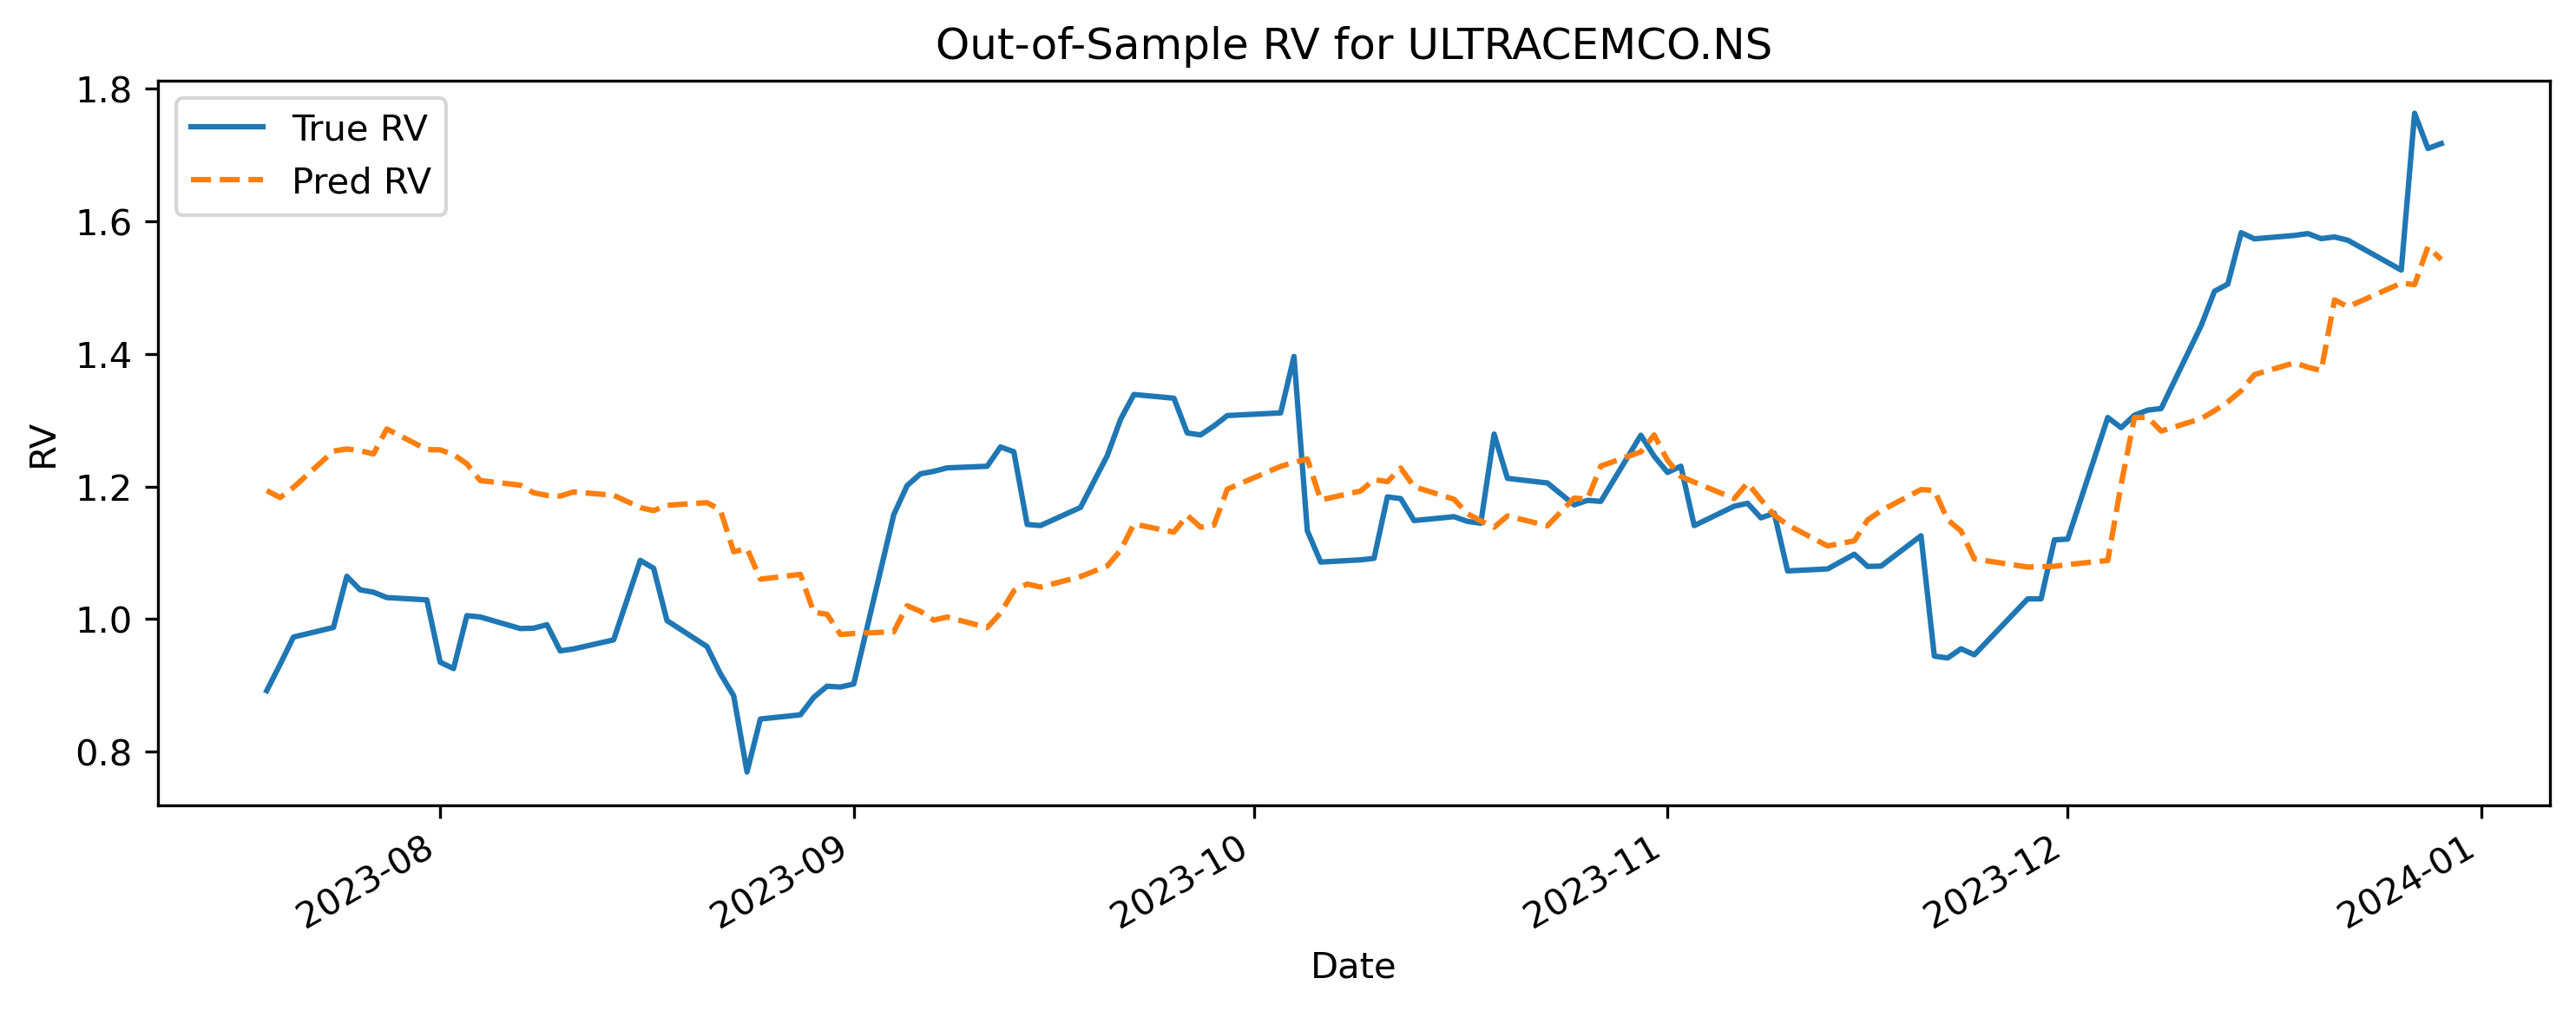 Out-of-Sample RV for ULTRACEMCO.NS
True RV
Pred RV
RV
1.8
1.6
1.4
1.2
1.0
0.8
2023-08
2023-09
2023-10
2023-11
2023-12
2024-01
Date